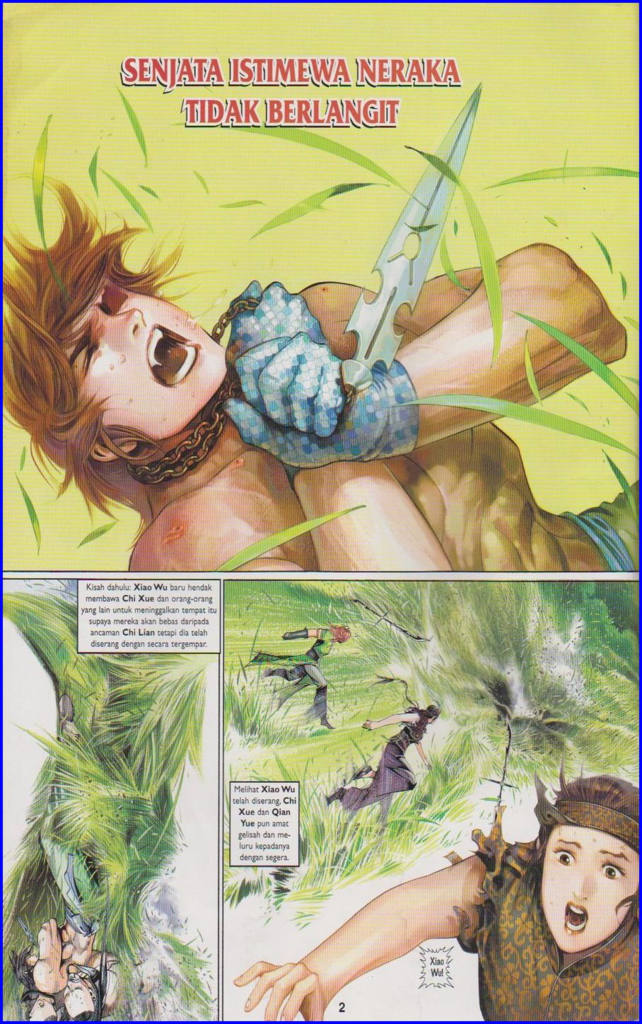 SENJATA ISTIMEWA NERAKA
TIDAK BERLANGIT
Kisah dahulu: Xiao Wu baru hendak
membawa Chi Xue dan orang-orang
yang lain untuk meninggalkan tempat itu
supaya mereka akan bebas daripada
ancaman Chi Lian tetapi dia telah
diserang dengan secara tergempar.
Melihat Xiao Wu
telah diserang, Chi
Xue dan Qian
Yue pun amat
gelisah dan me-
luru kepadanya
dengan segera.
Xiao
Wu!
2